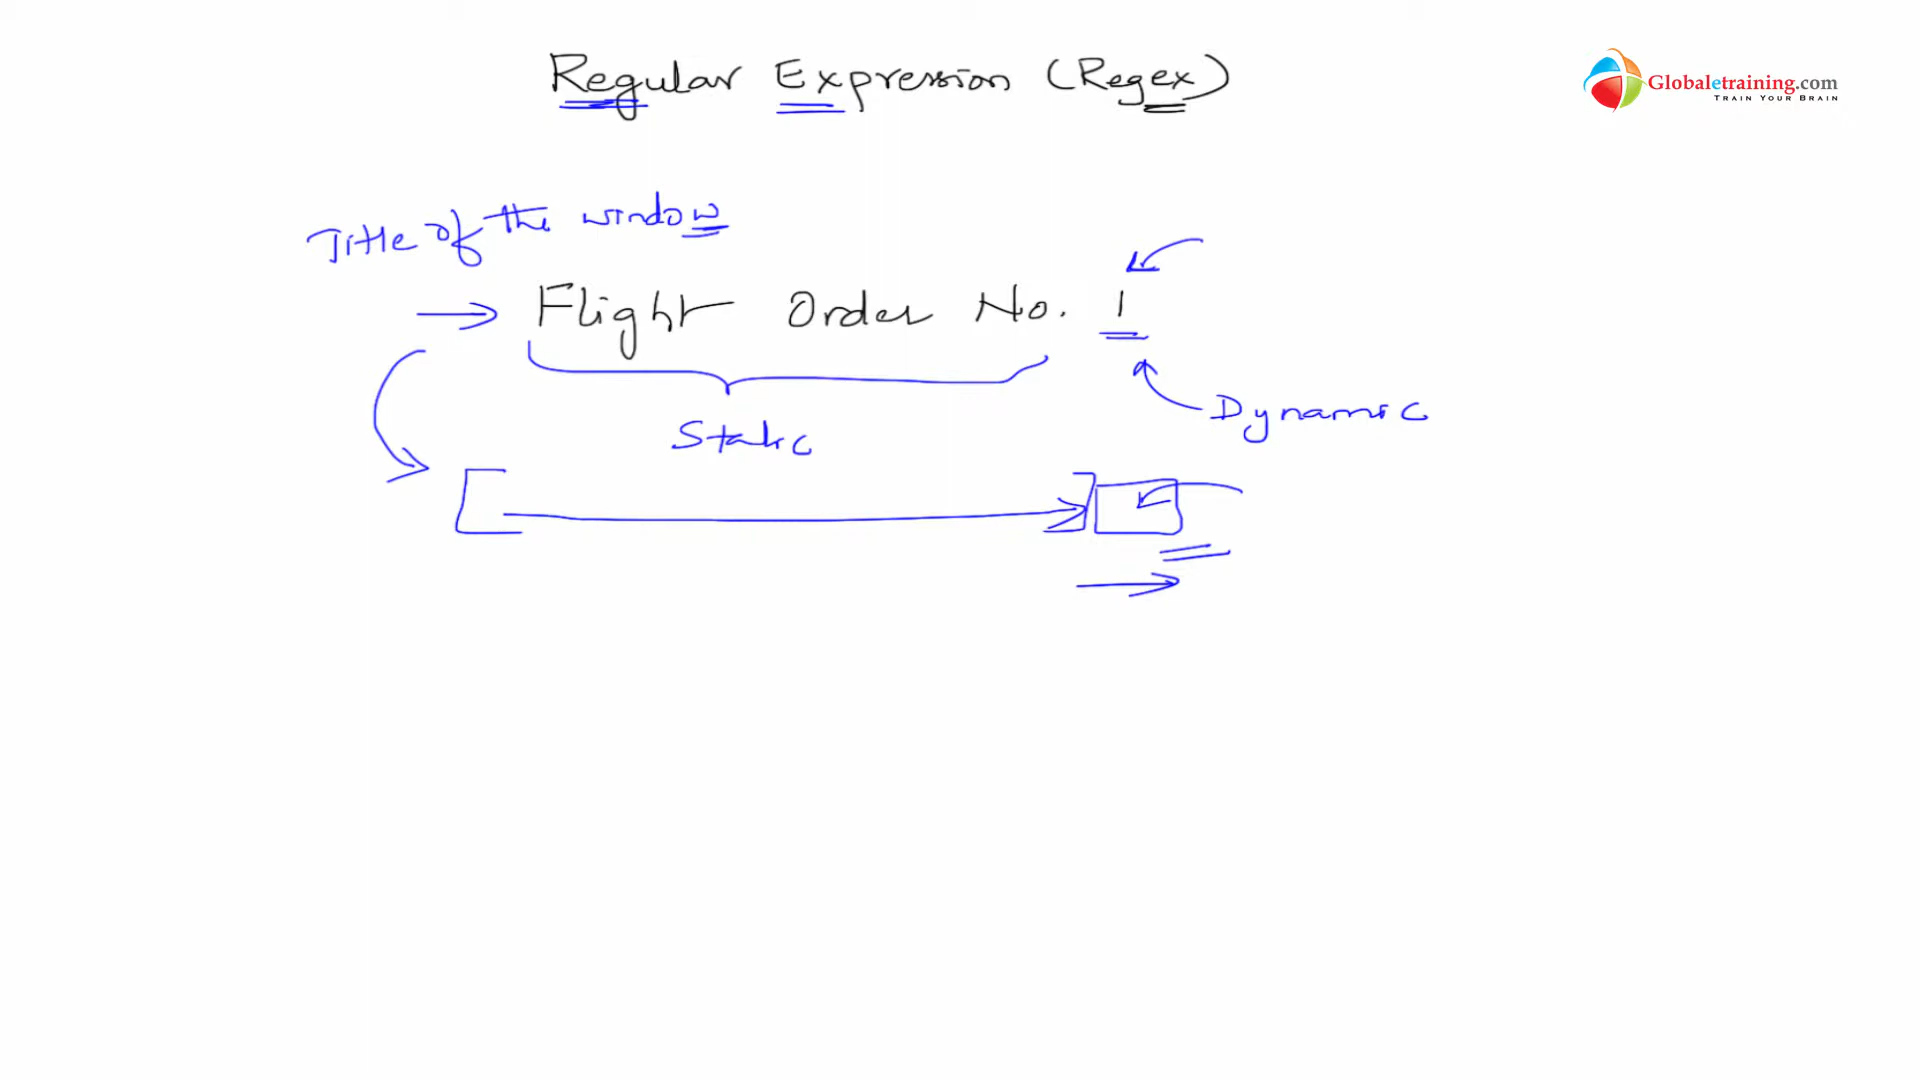 Regular Expression (Regex)
Globaletraining.com
TRAIN YOUR BRAIN
Title of the window
Flight Order No. 1
Dynamic
Static